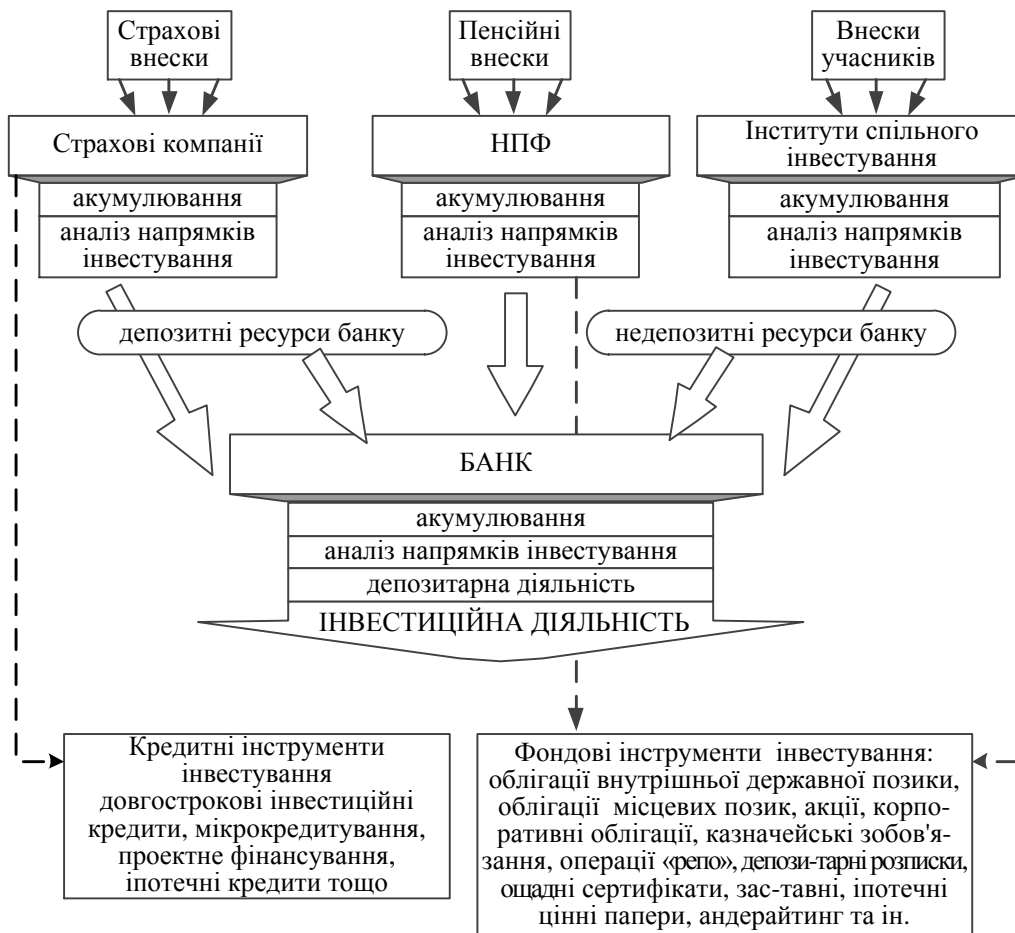 Страхові
внески
Пенсійні
внески
Внески
учасників
Страхові компанії
НПФ
Інститути спільного
інвестування
акумулювання
аналіз напрямків
інвестування
акумулювання
аналіз напрямків
інвестування
акумулювання
аналіз напрямків
інвестування
депозитні ресурси банку
недепозитні ресурси банку
БАНК
акумулювання
аналіз напрямків інвестування
депозитарна діяльність
ІНВЕСТИЦІЙНА ДІЯЛЬНІСТЬ
Кредитні інструменти
інвестування
довгострокові інвестиційні
кредити, мікрокредитування,
проектне фінансування,
іпотечні кредити тощо
Фондові інструменти інвестування:
облігації внутрішньої державної позики,
облігації місцевих позик, акції, корпо-
ративні облігації, казначейські зобов'я-
зання, операції «репо», депози-тарні розписки,
ощадні сертифікати, зас-тавні, іпотечні
цінні папери, андерайтинг та ін.